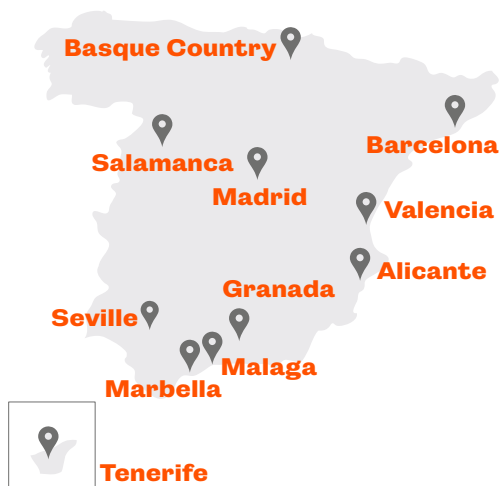 Basque Country
Barcelona
Salamanca
Madrid
Valencia
Alicante
Granada
Seville
Malaga
Marbella
Tenerife